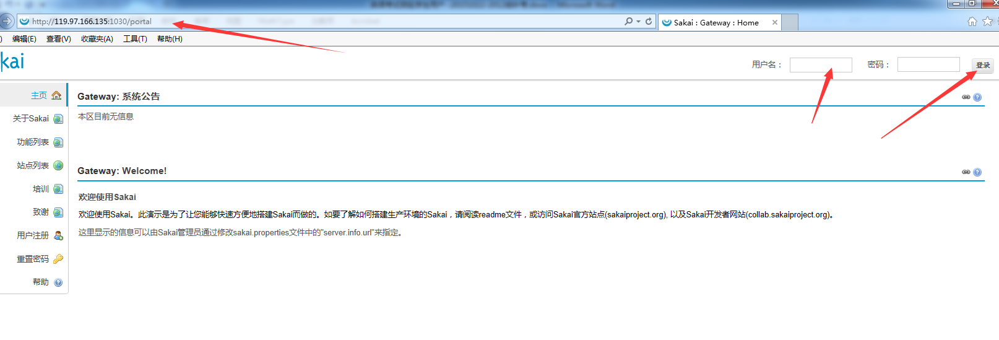 http://119.97.166.135:1030/portal
Sakai : Gateway : Home
编辑(E) 查看(V) 收藏夹(A) 工具(T) 帮助(H)
kai
用户名： 密码： 登录
主页
关于Sakai
功能列表
站点列表
培训
致谢
用户注册
重置密码
帮助
Gateway: 系统公告
本区目前无信息
Gateway: Welcome!
欢迎使用Sakai
欢迎使用Sakai。此演示是为了让您能够快速方便地搭建Sakai而做的。如要了解如何搭建生产环境的Sakai，请阅读readme文件，或访问Sakai官方站点(sakaiproject.org), 以及Sakai开发者网站(collab.sakaiproject.org)。
这里显示的信息可以由Sakai管理员通过修改sakai.properties文件中的"server.info.url"来指定。